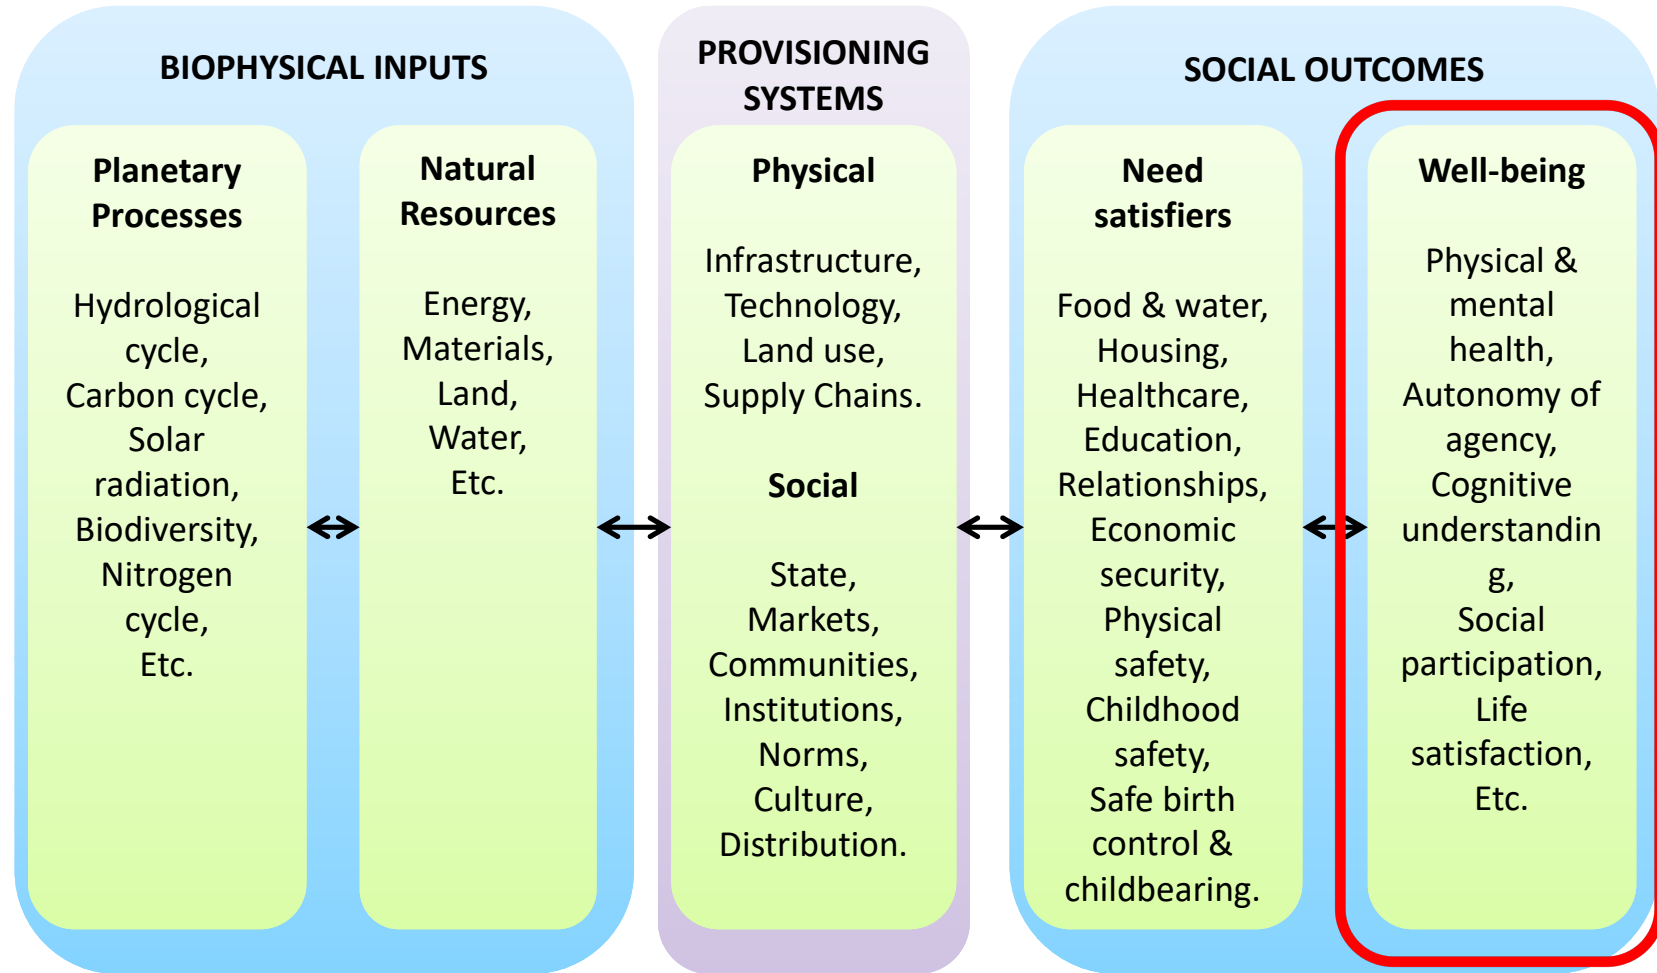 BIOPHYSICAL INPUTS
Planetary
Processes
Hydrological
cycle,
Carbon cycle,
Solar
radiation,
Biodiversity,
Nitrogen
cycle,
Etc.
Natural
Resources
Energy,
Materials,
Land,
Water,
Etc.
PROVISIONING
SYSTEMS
Physical
Infrastructure,
Technology,
Land use,
Supply Chains.
Social
State,
Markets,
Communities,
Institutions,
Norms,
Culture,
Distribution.
SOCIAL OUTCOMES
Need
satisfiers
Food & water,
Housing,
Healthcare,
Education,
Relationships,
Economic
security,
Physical
safety,
Childhood
safety,
Safe birth
control &
childbearing.
Well-being
Physical &
mental
health,
Autonomy of
agency,
Cognitive
understandin
g,
Social
participation,
Life
satisfaction,
Etc.